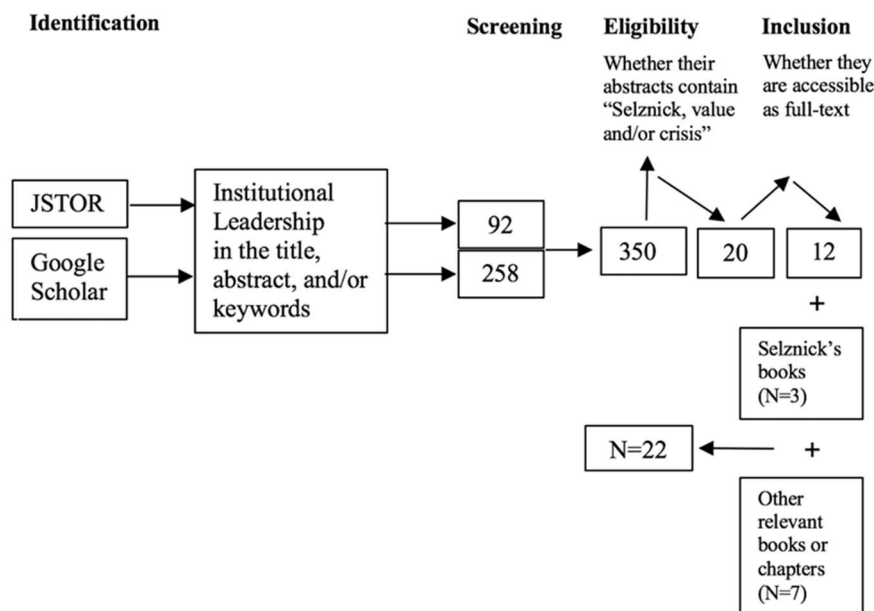 Identification
Screening
Eligibility
Inclusion
Whether their
abstracts contain
“Selznick, value
and/or crisis”
Whether they
are accessible
as full-text
JSTOR
Google
Scholar
Institutional
Leadership
in the title,
abstract, and/or
keywords
92
258
350
20
12
+
Selznick’s
books
(N=3)
+
N=22
Other
relevant
books or
chapters
(N=7)